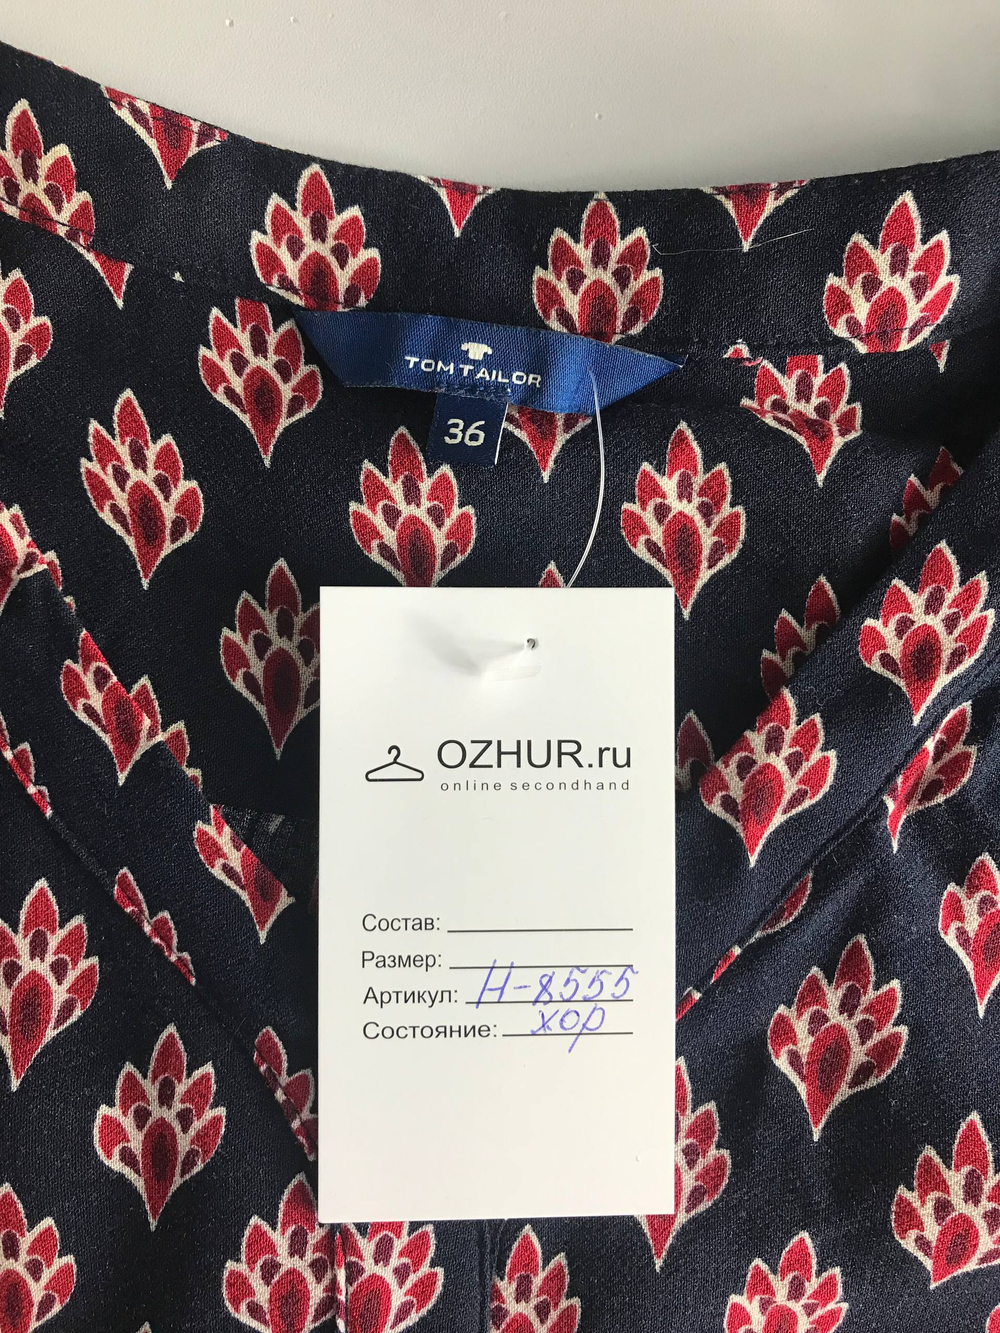 TOM TAILOR
36
OZHUR.ru
online secondhand
Состав:
Размер:
Артикул: Н-8555
Состояние: хор